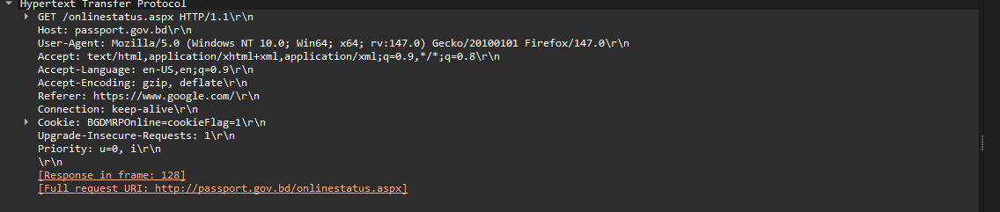 Hypertext Transfer Protocol
GET /onlinestatus.aspx HTTP/1.1\r\n
Host: passport.gov.bd\r\n
User-Agent: Mozilla/5.0 (Windows NT 10.0; Win64; x64; rv:147.0) Gecko/20100101 Firefox/147.0\r\n
Accept: text/html,application/xhtml+xml,application/xml;q=0.9,*/*;q=0.8\r\n
Accept-Language: en-US,en;q=0.9\r\n
Accept-Encoding: gzip, deflate\r\n
Referer: https://www.google.com/\r\n
Connection: keep-alive\r\n
Cookie: BGDMRPOnline=cookieFlag=1\r\n
Upgrade-Insecure-Requests: 1\r\n
Priority: u=0, i\r\n
\r\n
[Response in frame: 128]
[Full request URI: http://passport.gov.bd/onlinestatus.aspx]